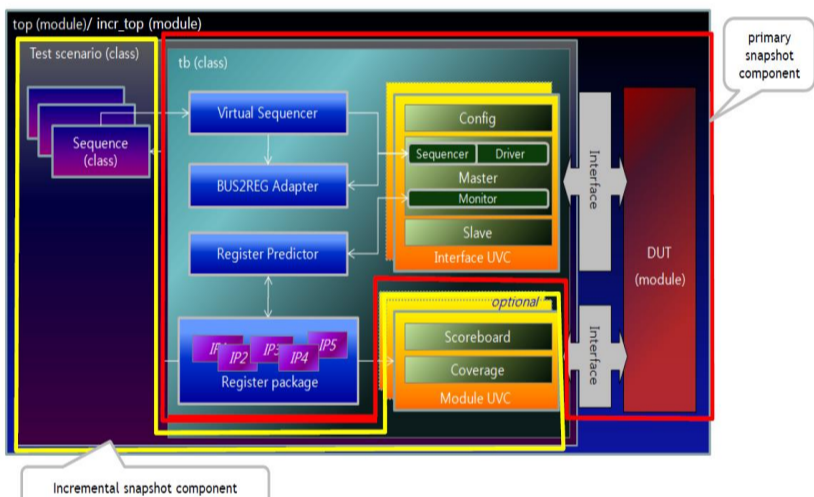 top (module)/ incr_top (module)
primary
snapshot
component
Test scenario (class)
tb (class)
Virtual Sequencer
Config
Sequence
(class)
Sequencer
Driver
BUS2REG Adapter
Master
Monitor
Interface
Register Predictor
Slave
Interface UVC
DUT
(module)
optional
IP2
IP3
IP4
IP5
Register package
Scoreboard
Coverage
Module UVC
Interface
Incremental snapshot component